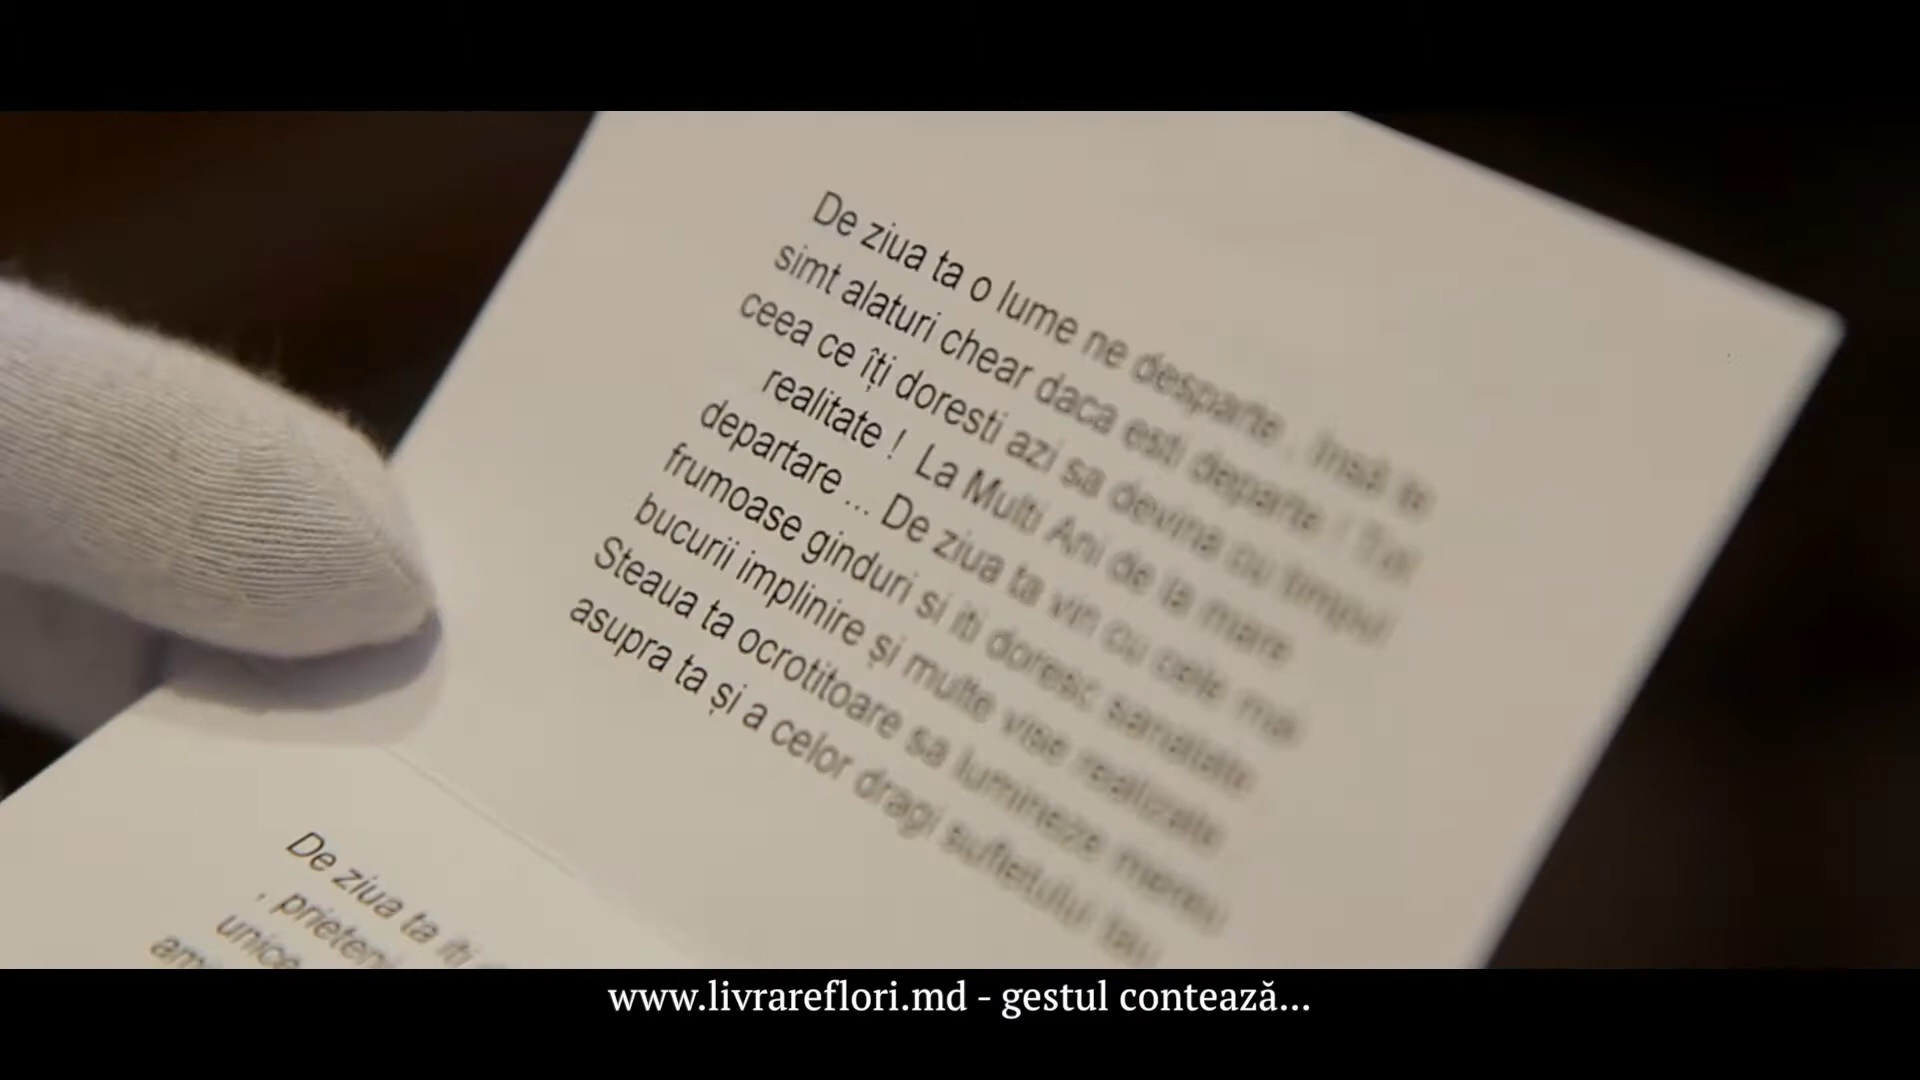 De ziua ta o lume ne desparte , însă te
simt alaturi chear daca esti departe ! Tot
ceea ce îți doresti azi sa devina cu timpul
realitate ! La Multi Ani de la mare
departare ... De ziua ta vin cu cele mai
frumoase ginduri si iti doresc sanatate
bucurii implinire și multe vise realizate
Steaua ta ocrotitoare sa lumineze mereu
asupra ta și a celor dragi sufletului tau
De ziua ta iti
, prieteni
unice
www.livrareflori.md - gestul contează...